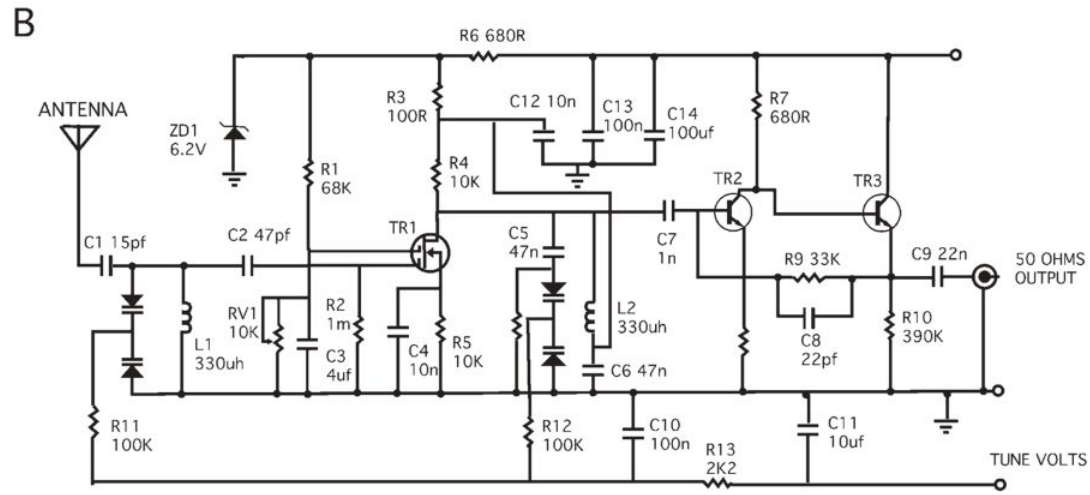 B
R6 680R
ANTENNA
R3
100R
C12 10n
C13
100n
C14
100uf
R7
680R
ZD1
6.2V
R1
68K
R4
10K
TR2
TR3
TR1
C1 15pf
C2 47pf
C5
47n
C7
1n
C9 22n
50 OHMS
OUTPUT
R9 33K
RV1
10K
R2
1m
L2
330uh
L1
330uh
C3
4uf
C4
10n
R5
10K
C8
22pf
R10
390K
C6 47n
R11
100K
R12
100K
C10
100n
C11
10uf
R13
2K2
TUNE VOLTS